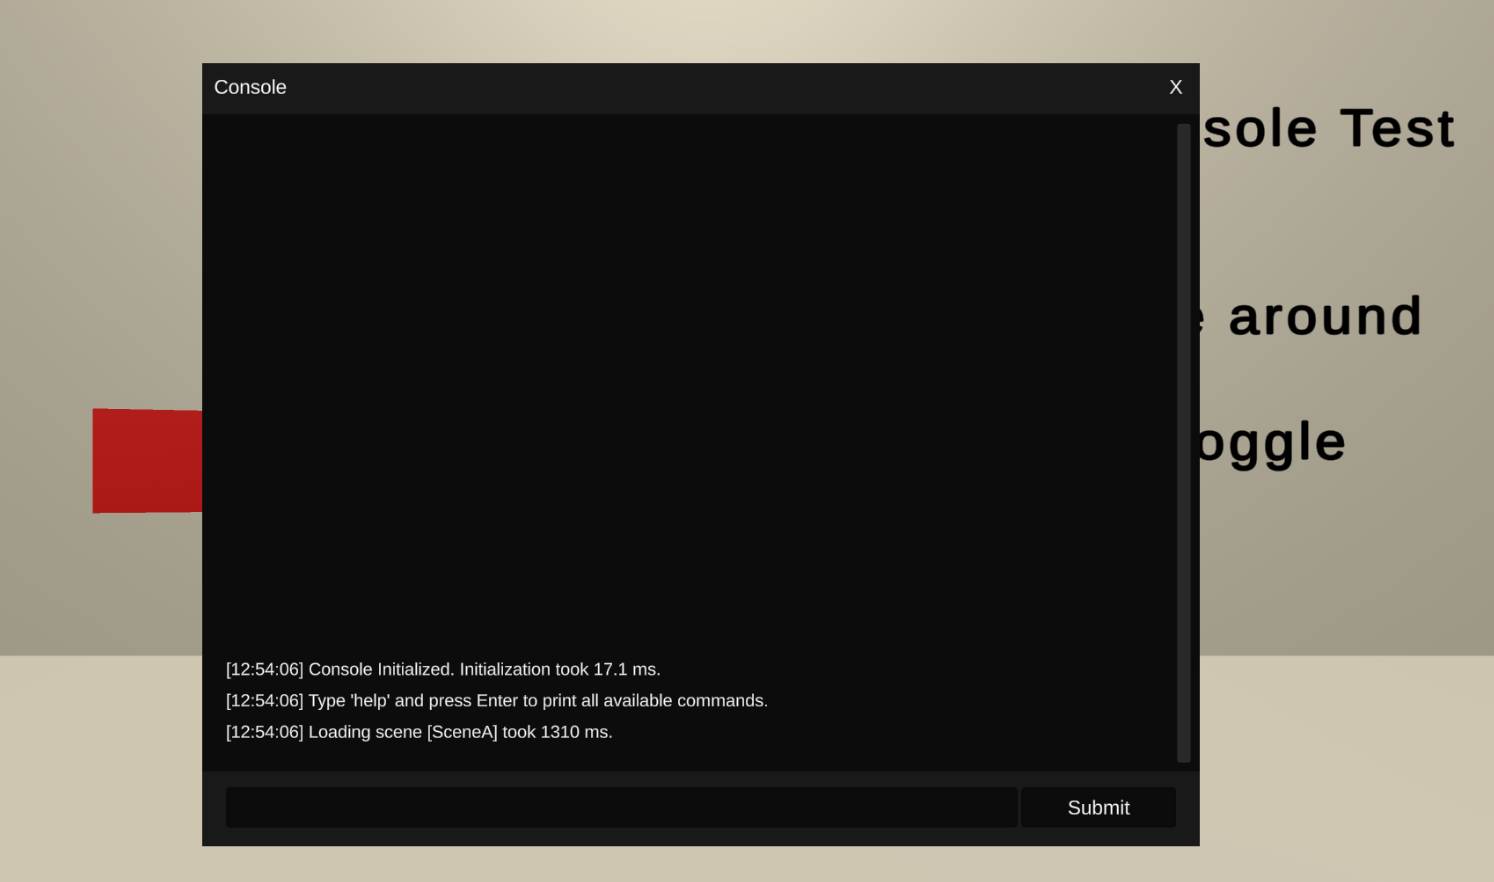 Console X
sole Test
around
oggle
[12:54:06] Console Initialized. Initialization took 17.1 ms.
[12:54:06] Type 'help' and press Enter to print all available commands.
[12:54:06] Loading scene [SceneA] took 1310 ms.
Submit